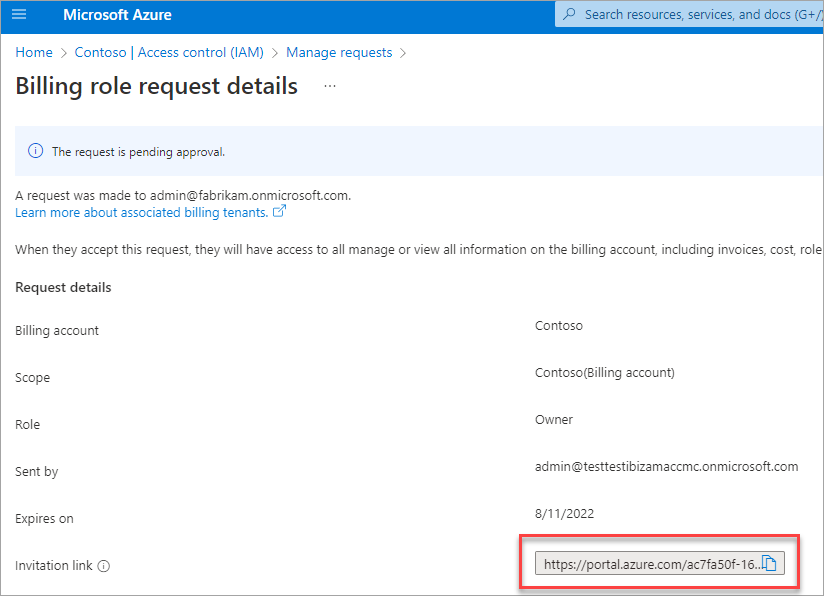 Microsoft Azure
Search resources, services, and docs (G+/)
Home > Contoso | Access control (IAM) > Manage requests >
Billing role request details ...
The request is pending approval.
A request was made to admin@fabrikam.onmicrosoft.com.
Learn more about associated billing tenants.
When they accept this request, they will have access to all manage or view all information on the billing account, including invoices, cost, role
Request details
Billing account Contoso
Scope Contoso(Billing account)
Role Owner
Sent by admin@testtestibizamaccmc.onmicrosoft.com
Expires on 8/11/2022
Invitation link https://portal.azure.com/ac7fa50f-16...